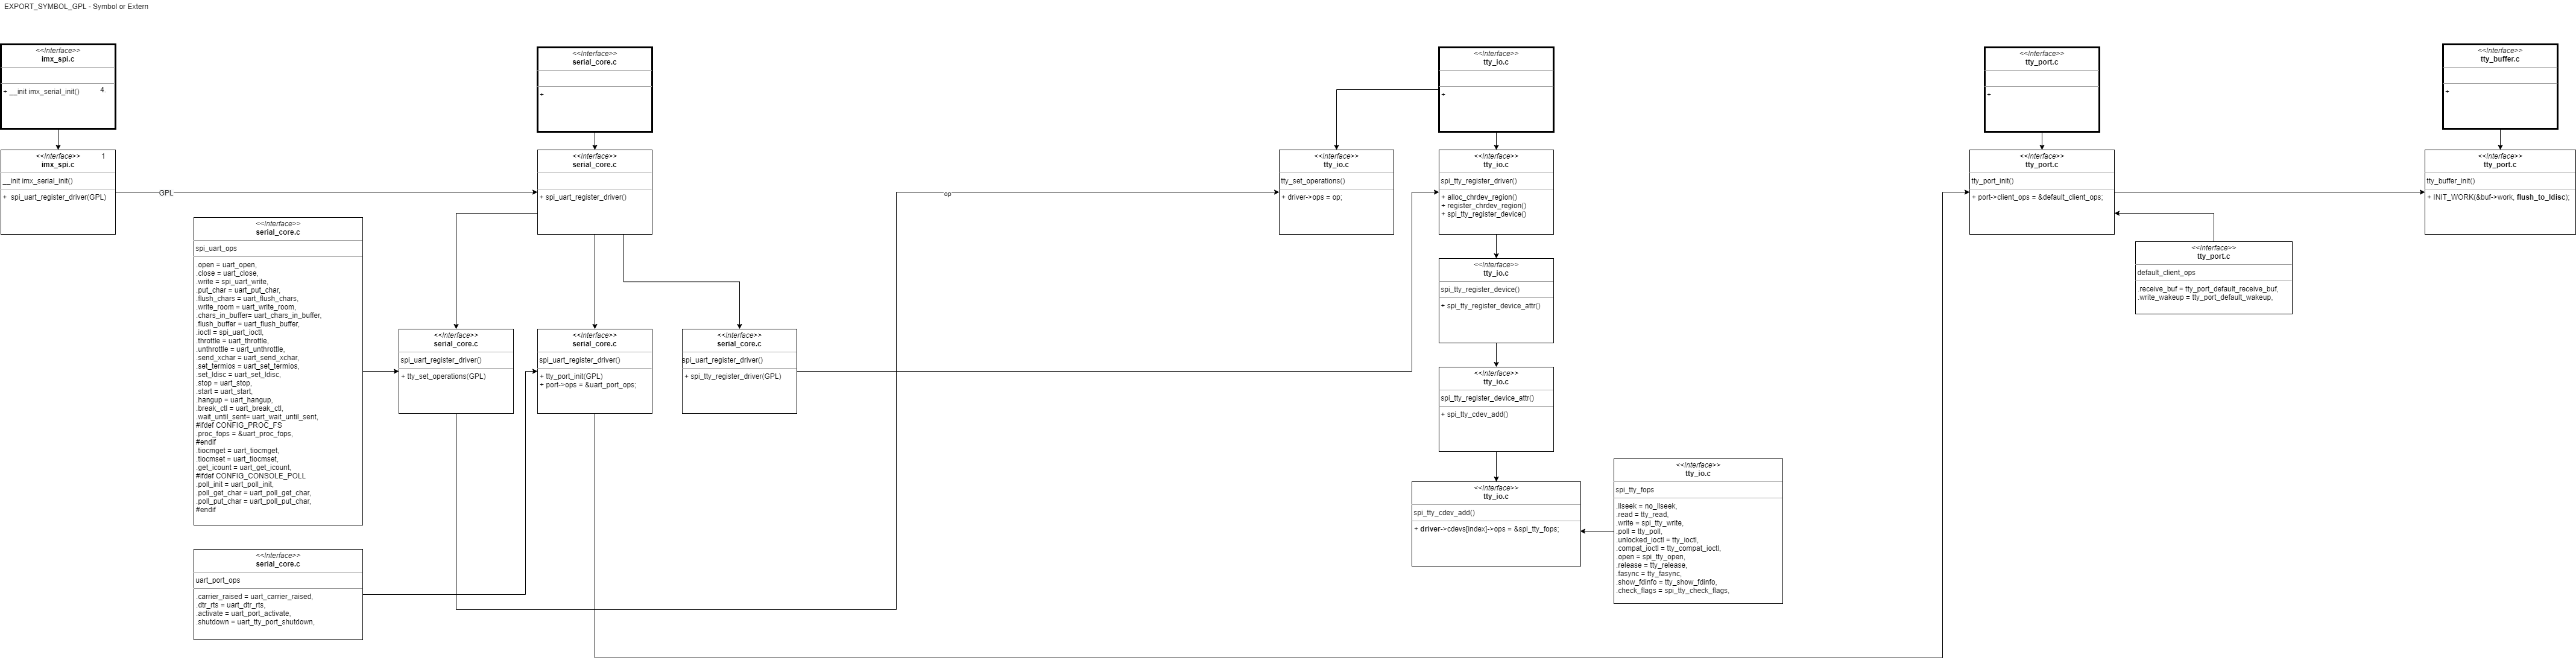 EXPORT_SYMBOL_GPL - Symbol or Extern
<<Interface>>
imx_spi.c
+ __init imx_serial_init()
4.
<<Interface>>
serial_core.c
+
<<Interface>>
tty_io.c
+
<<Interface>>
tty_port.c
+
<<Interface>>
tty_buffer.c
+
<<Interface>>
1
imx_spi.c
__init imx_serial_init()
+ spi_uart_register_driver(GPL)
GPL
<<Interface>>
serial_core.c
+ spi_uart_register_driver()
op
<<Interface>>
tty_io.c
tty_set_operations()
+ driver->ops = op;
<<Interface>>
tty_io.c
spi_tty_register_driver()
+ alloc_chrdev_region()
+ register_chrdev_region()
+ spi_tty_register_device()
<<Interface>>
tty_port.c
tty_port_init()
+ port->client_ops = &default_client_ops;
<<Interface>>
tty_port.c
tty_buffer_init()
+ INIT_WORK(&buf->work, flush_to_ldisc);
<<Interface>>
serial_core.c
spi_uart_ops
.open = uart_open,
.close = uart_close,
.write = spi_uart_write,
.put_char = uart_put_char,
.flush_chars = uart_flush_chars,
.write_room = uart_write_room,
.chars_in_buffer= uart_chars_in_buffer,
.flush_buffer = uart_flush_buffer,
.ioctl = spi_uart_ioctl,
.throttle = uart_throttle,
.unthrottle = uart_unthrottle,
.send_xchar = uart_send_xchar,
.set_termios = uart_set_termios,
.set_ldisc = uart_set_ldisc,
.stop = uart_stop,
.start = uart_start,
.hangup = uart_hangup,
.break_ctl = uart_break_ctl,
.wait_until_sent= uart_wait_until_sent,
#ifdef CONFIG_PROC_FS
.proc_fops = &uart_proc_fops,
#endif
.tiocmget = uart_tiocmget,
.tiocmset = uart_tiocmset,
.get_icount = uart_get_icount,
#ifdef CONFIG_CONSOLE_POLL
.poll_init = uart_poll_init,
.poll_get_char = uart_poll_get_char,
.poll_put_char = uart_poll_put_char,
#endif
<<Interface>>
tty_port.c
default_client_ops
.receive_buf = tty_port_default_receive_buf,
.write_wakeup = tty_port_default_wakeup,
<<Interface>>
tty_io.c
spi_tty_register_device()
+ spi_tty_register_device_attr()
<<Interface>>
serial_core.c
spi_uart_register_driver()
+ tty_set_operations(GPL)
<<Interface>>
serial_core.c
spi_uart_register_driver()
+ tty_port_init(GPL)
+ port->ops = &uart_port_ops;
<<Interface>>
serial_core.c
spi_uart_register_driver()
+ spi_tty_register_driver(GPL)
<<Interface>>
tty_io.c
spi_tty_register_device_attr()
+ spi_tty_cdev_add()
<<Interface>>
tty_io.c
spi_tty_cdev_add()
+ driver->cdevs[index]->ops = &spi_tty_fops;
<<Interface>>
tty_io.c
spi_tty_fops
.llseek = no_llseek,
.read = tty_read,
.write = spi_tty_write,
.poll = tty_poll,
.unlocked_ioctl = tty_ioctl,
.compat_ioctl = tty_compat_ioctl,
.open = spi_tty_open,
.release = tty_release,
.fasync = tty_fasync,
.show_fdinfo = tty_show_fdinfo,
.check_flags = spi_tty_check_flags,
<<Interface>>
serial_core.c
uart_port_ops
.carrier_raised = uart_carrier_raised,
.dtr_rts = uart_dtr_rts,
.activate = uart_port_activate,
.shutdown = uart_tty_port_shutdown,